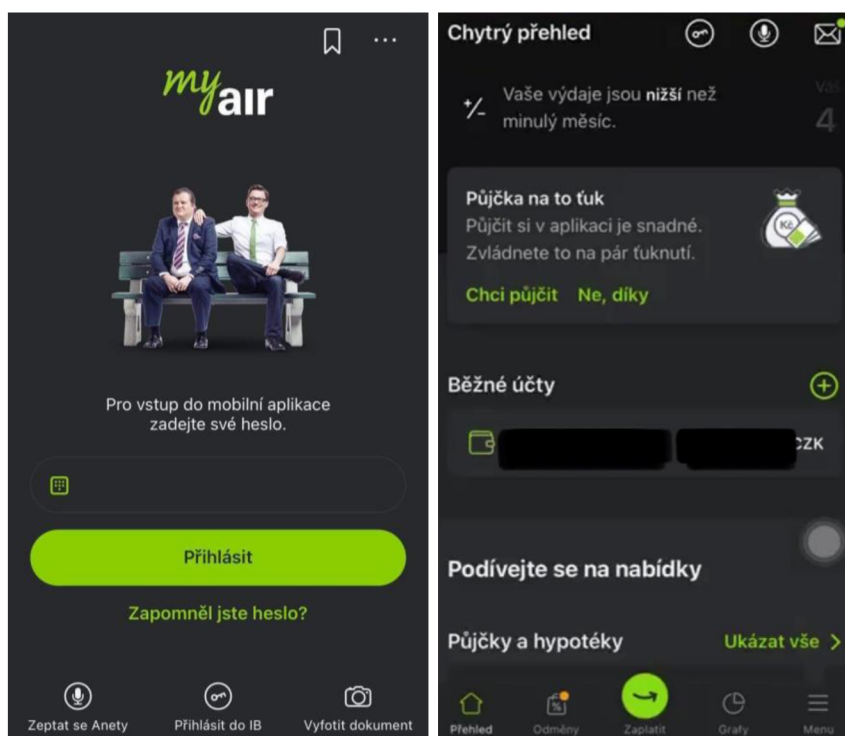 my air
Pro vstup do mobilní aplikace
zadejte své heslo.
Přihlásit
Zapomněl jste heslo?
Zeptat se Anety
Přihlásit do IB
Vyfotit dokument
Chytrý přehled
Vaše výdaje jsou nižší než
minulý měsíc.
4
Půjčka na to ťuk
Půjčit si v aplikaci je snadné.
Zvládnete to na pár ťuknutí.
Chci půjčit Ne, díky
Kč
Běžné účty
CZK
Podívejte se na nabídky
Půjčky a hypotéky Ukázat vše
Přehled
Odměny
Zaplatit
Grafy
Menu